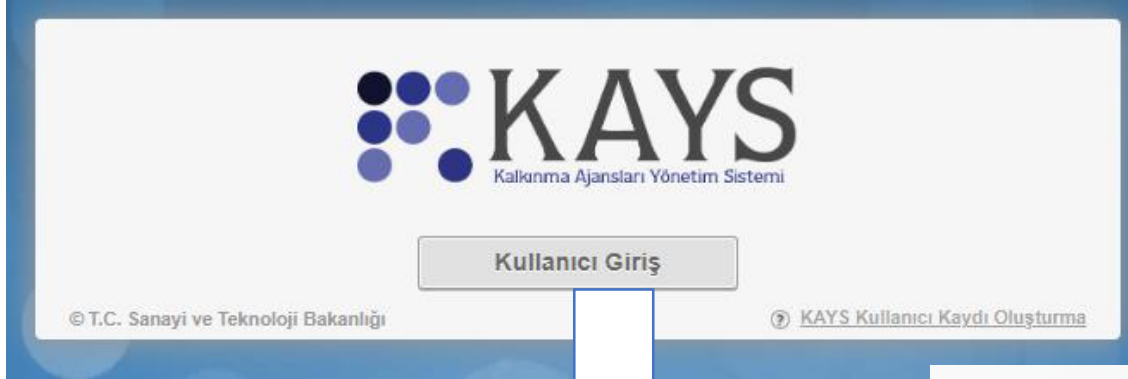 KAYS
Kalkınma Ajansları Yönetim Sistemi
Kullanıcı Giriş
© T.C. Sanayi ve Teknoloji Bakanlığı
? KAYS Kullanıcı Kaydı Oluşturma